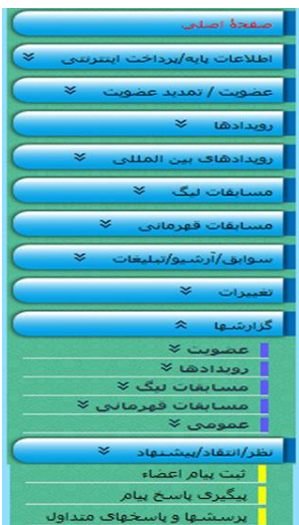 صفحهٔ اصلی
اطلاعات پایه/پرداخت اینترنتی
عضویت / تمدید عضویت
رویدادها
رویدادهای بین المللی
مسابقات لیگ
مسابقات قهرمانی
سوابق/آرشیو/تبلیغات
تغییرات
گزارشها
عضویت
رویدادها
مسابقات لیگ
مسابقات قهرمانی
عمومی
نظر/انتقاد/پیشنهاد
ثبت پیام اعضاء
پیگیری پاسخ پیام
پرسشها و پاسخهای متداول